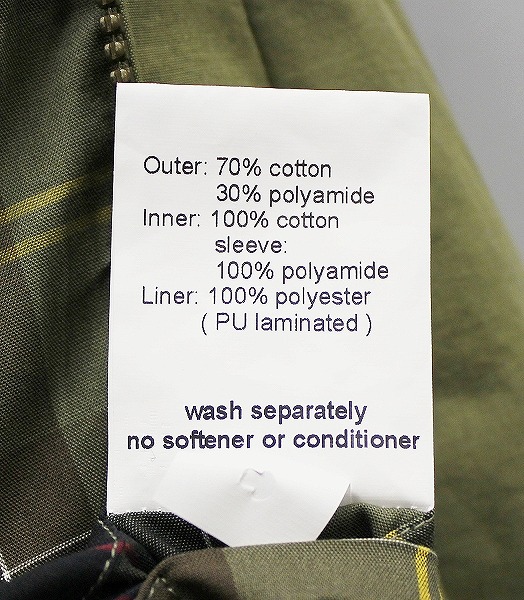 Outer: 70% cotton
30% polyamide
Inner: 100% cotton
sleeve:
100% polyamide
Liner: 100% polyester
( PU laminated )
wash separately
no softener or conditioner